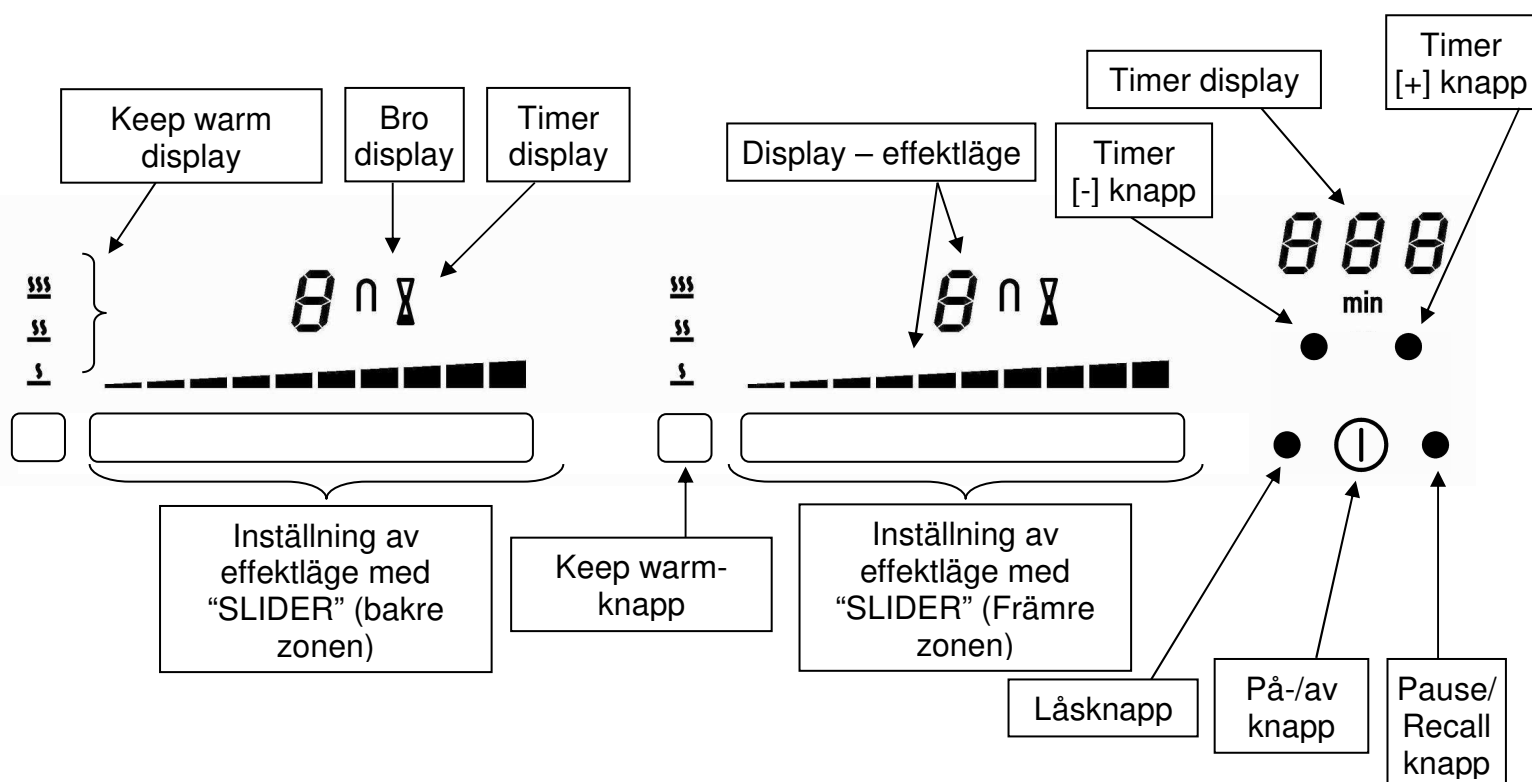 Timer
[+] knapp
Timer display
Keep warm
display
Bro
display
Timer
display
Display – effektläge
Timer
[-] knapp
888
8
8
min
Inställning av
effektläge med
“SLIDER” (bakre
zonen)
Keep warm-
knapp
Inställning av
effektläge med
“SLIDER” (Främre
zonen)
Låsknapp
På-/av
knapp
Pause/
Recall
knapp